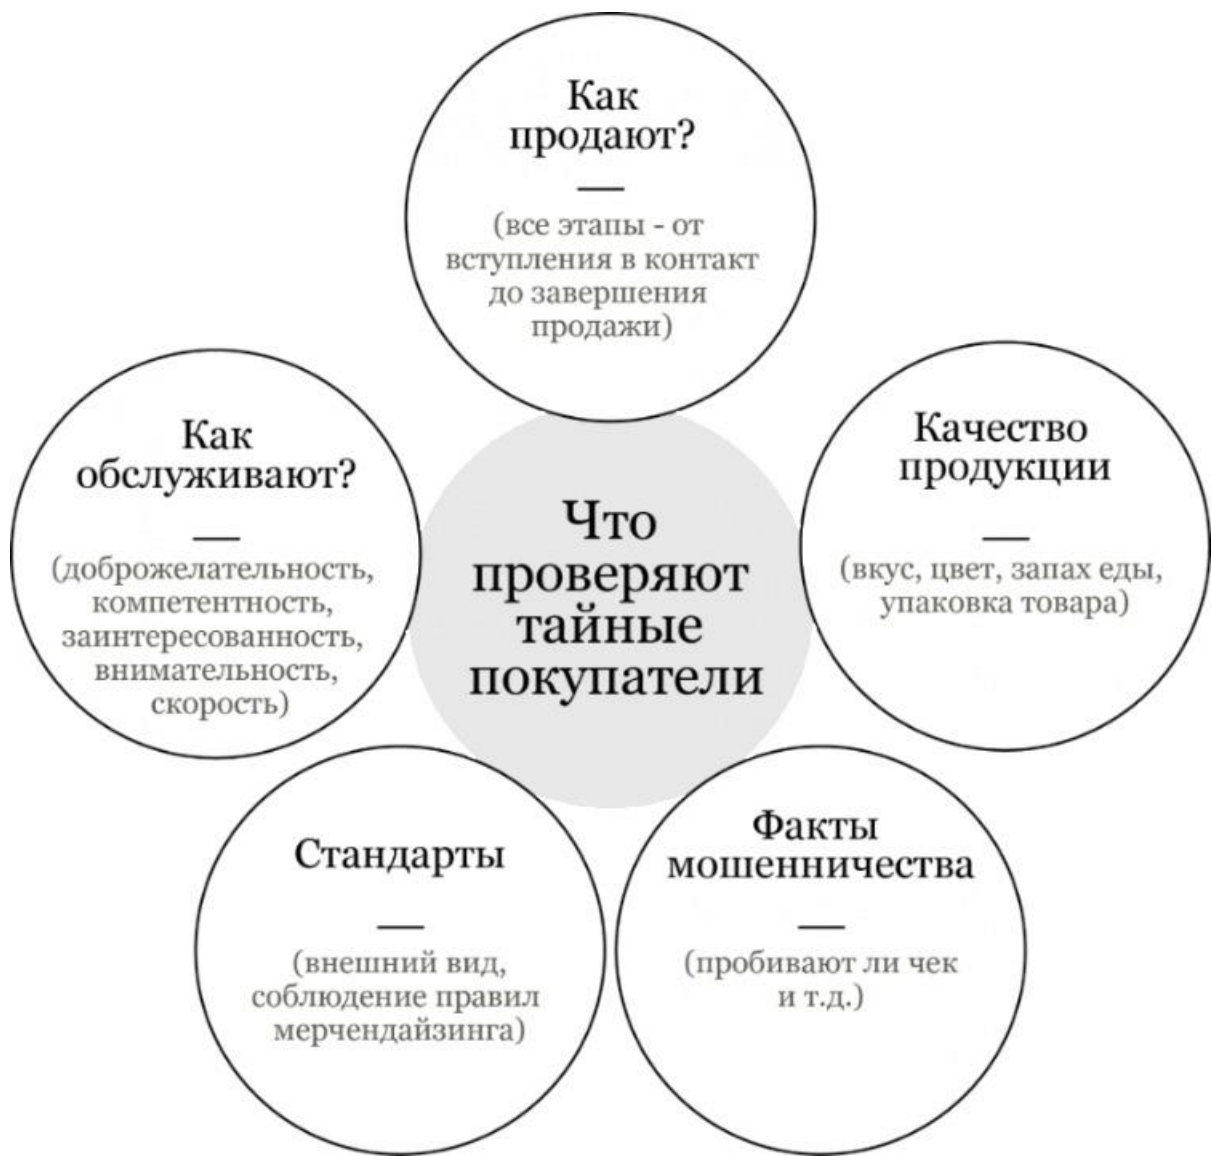 Как
продают?
—
(все этапы - от
вступления в контакт
до завершения
продажи)
Как
обслуживают?
—
(доброжелательность,
компетентность,
заинтересованность,
внимательность,
скорость)
Что
проверяют
тайные
покупатели
Качество
продукции
—
(вкус, цвет, запах еды,
упаковка товара)
Стандарты
—
(внешний вид,
соблюдение правил
мерчендайзинга)
Факты
мошенничества
—
(пробивают ли чек
и т.д.)